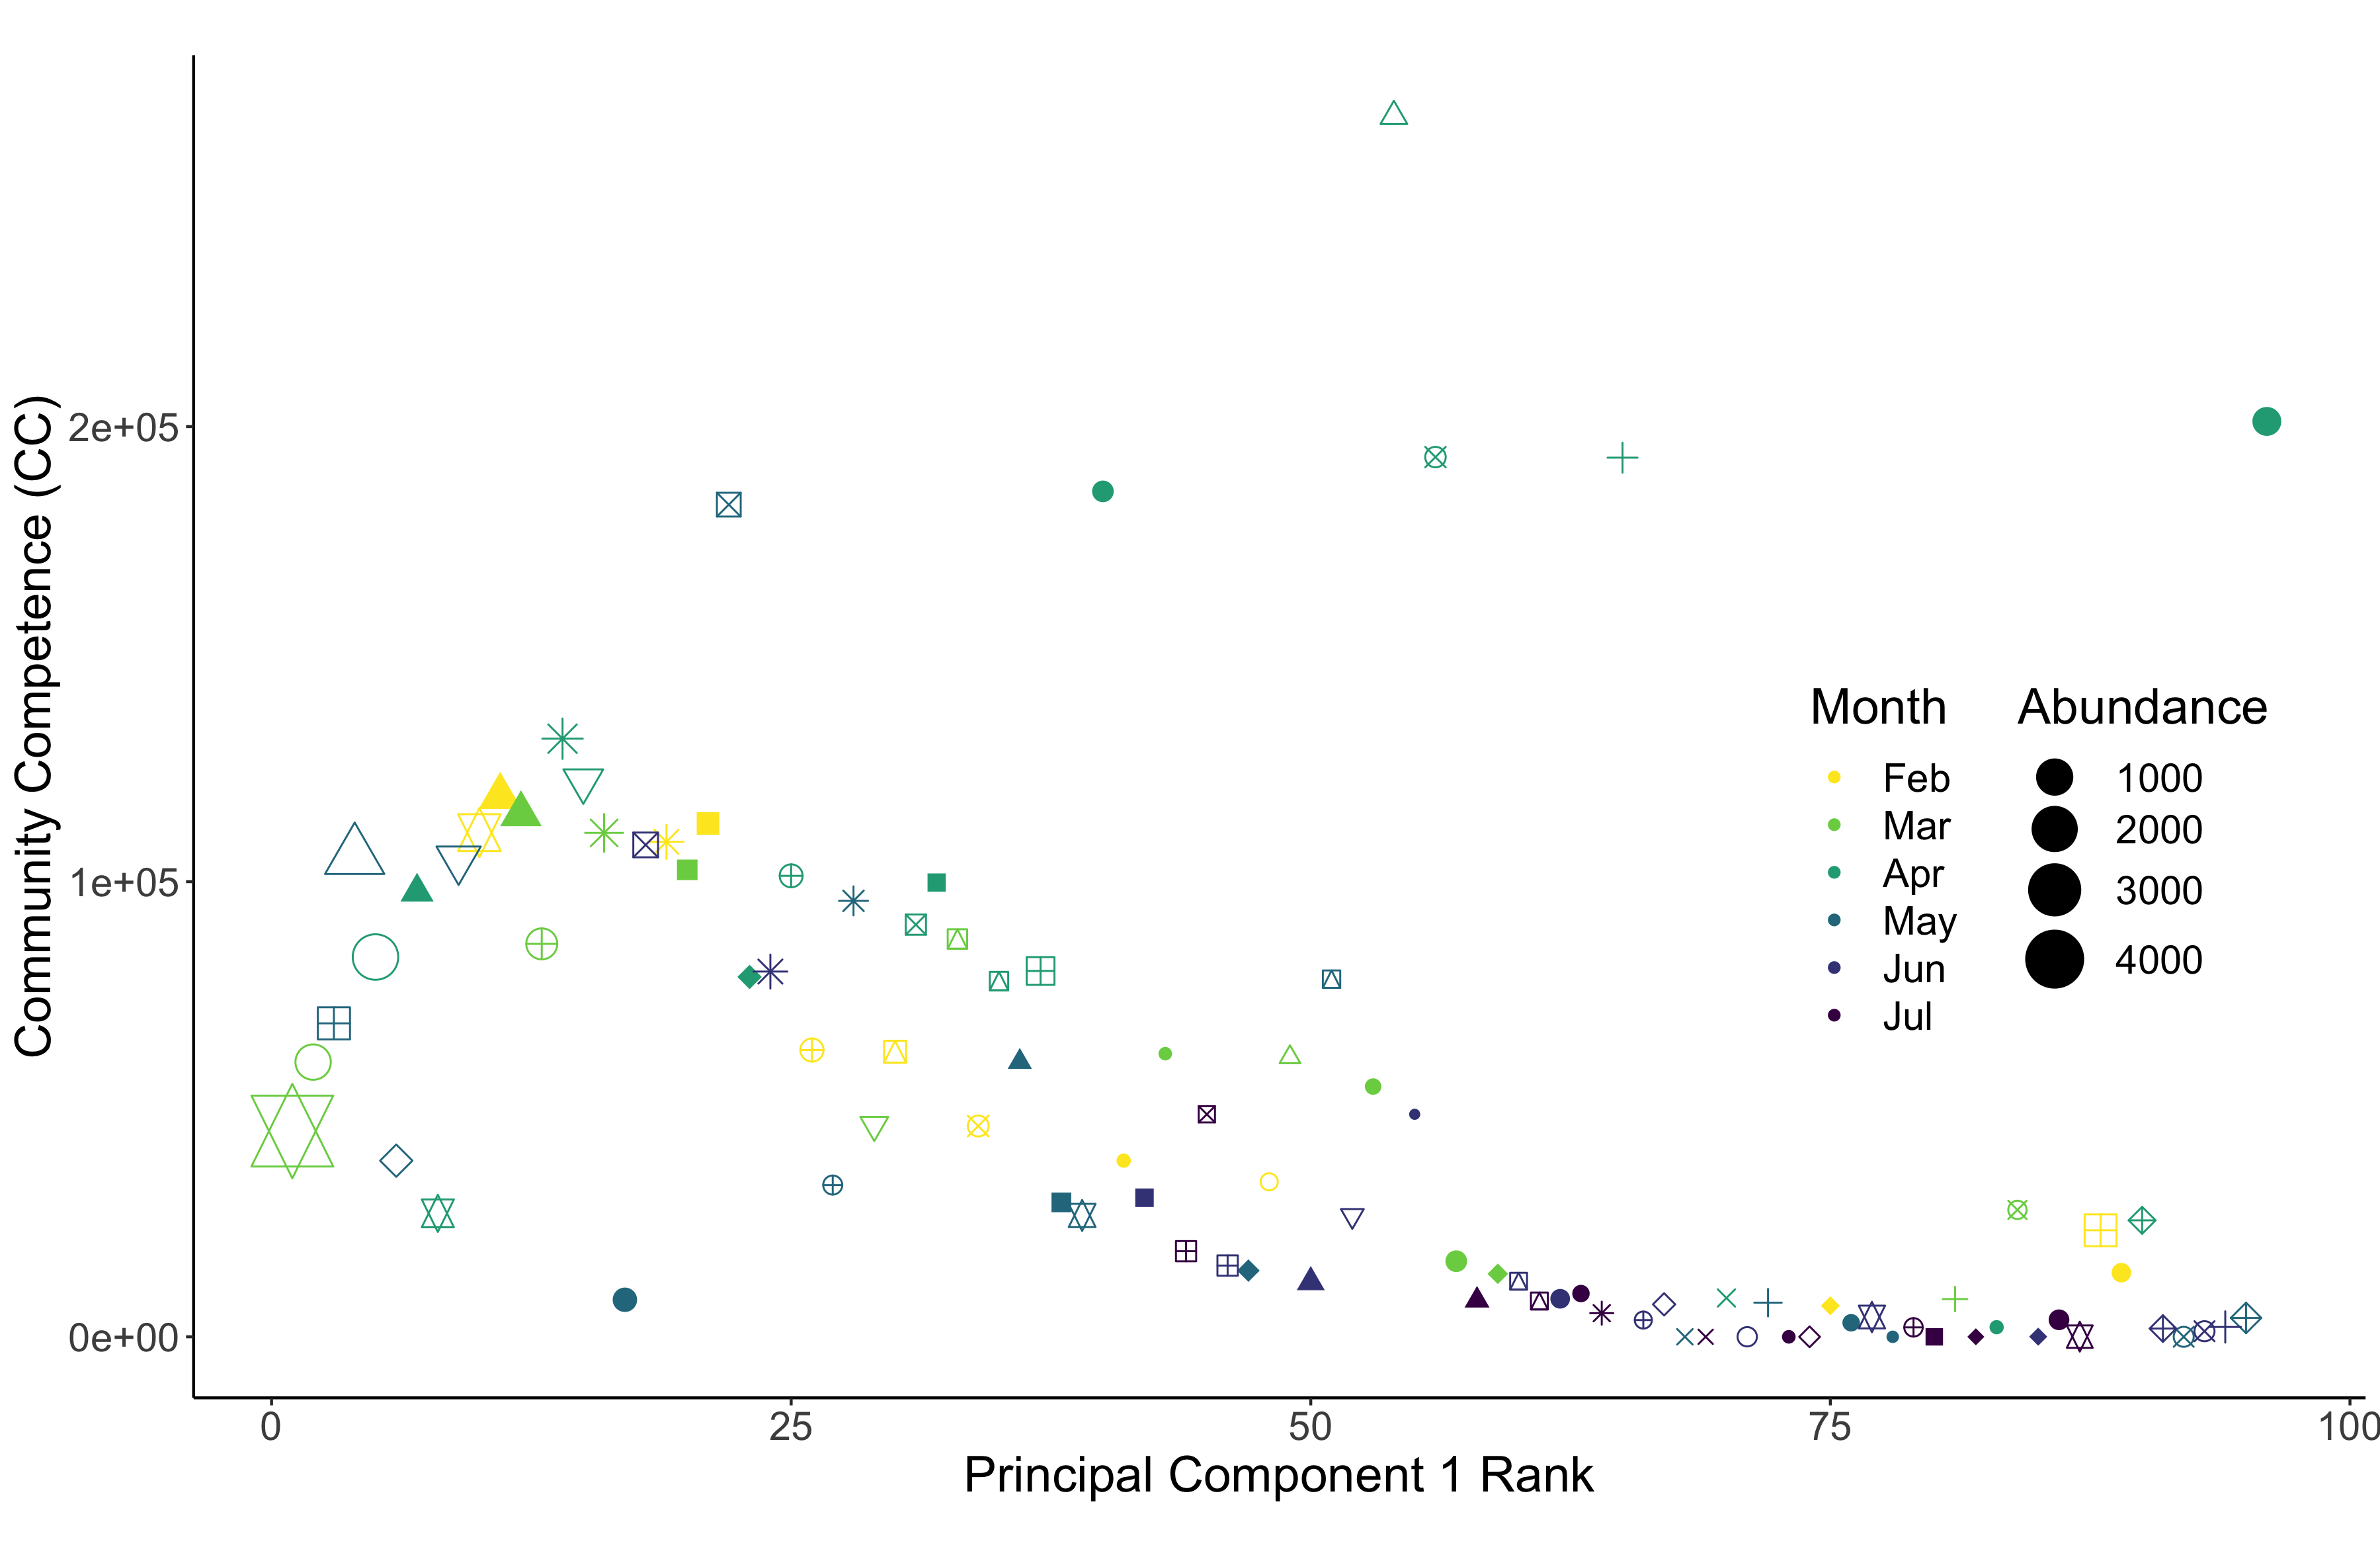 Community Competence (CC)
2e+05
1e+05
0e+00
0
25
50
75
100
Principal Component 1 Rank
Month
Feb
Mar
Apr
May
Jun
Jul
Abundance
1000
2000
3000
4000